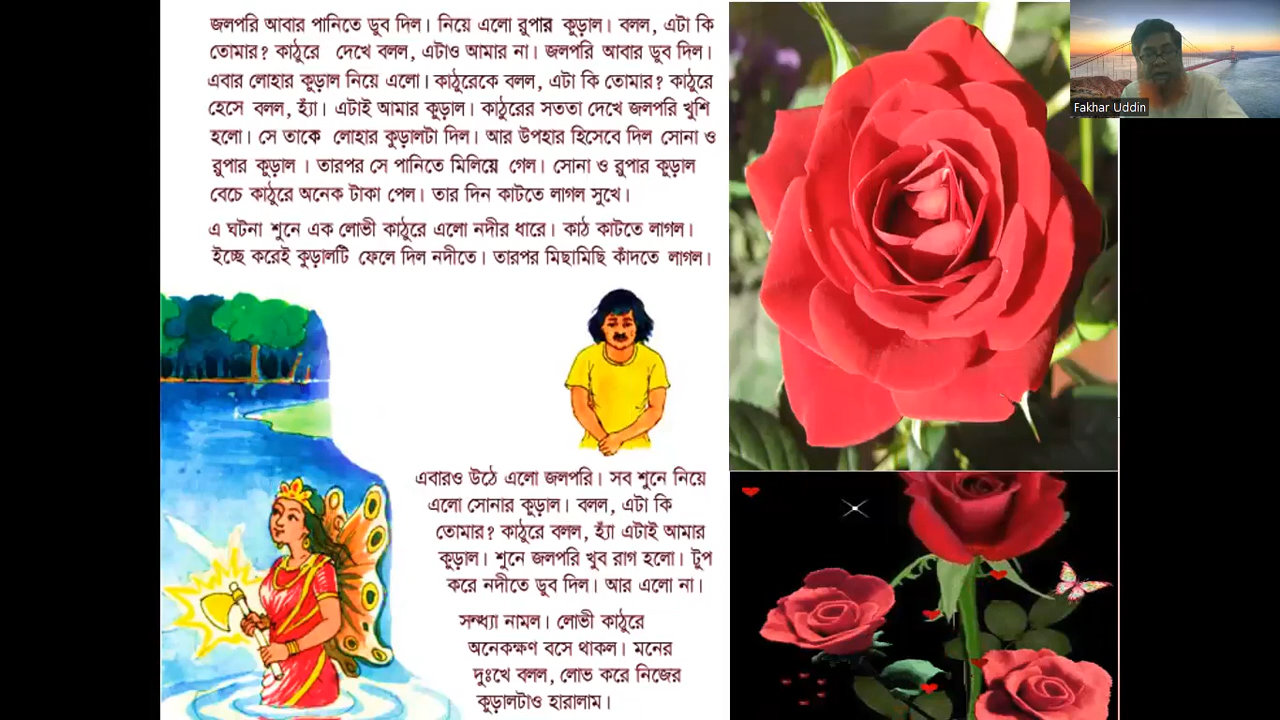 জলপরি আবার পানিতে ডুব দিল। নিয়ে এলো রুপার কুড়াল। বলল, এটা কি
তোমার? কাঠুরে দেখে বলল, এটাও আমার না। জলপরি আবার ডুব দিল।
এবার লোহার কুড়াল নিয়ে এলো। কাঠুরেকে বলল, এটা কি তোমার? কাঠুরে
হেসে বলল, হ্যাঁ। এটাই আমার কুড়াল। কাঠুরের সততা দেখে জলপরি খুশি
হলো। সে তাকে লোহার কুড়ালটা দিল। আর উপহার হিসেবে দিল সোনা ও
রুপার কুড়াল । তারপর সে পানিতে মিলিয়ে গেল। সোনা ও রুপার কুড়াল
বেচে কাঠুরে অনেক টাকা পেল। তার দিন কাটতে লাগল সুখে।
এ ঘটনা শুনে এক লোভী কাঠুরে এলো নদীর ধারে। কাঠ কাটতে লাগল।
ইচ্ছে করেই কুড়ালটি ফেলে দিল নদীতে। তারপর মিছামিছি কাঁদতে লাগল।
এবারও উঠে এলো জলপরি। সব শুনে নিয়ে
এলো সোনার কুড়াল। বলল, এটা কি
তোমার? কাঠুরে বলল, হ্যাঁ এটাই আমার
কুড়াল। শুনে জলপরি খুব রাগ হলো। টুপ
করে নদীতে ডুব দিল। আর এলো না।
সন্ধ্যা নামল। লোভী কাঠুরে
অনেকক্ষণ বসে থাকল। মনের
দুঃখে বলল, লোভ করে নিজের
কুড়ালটাও হারালাম।
Fakhar Uddin